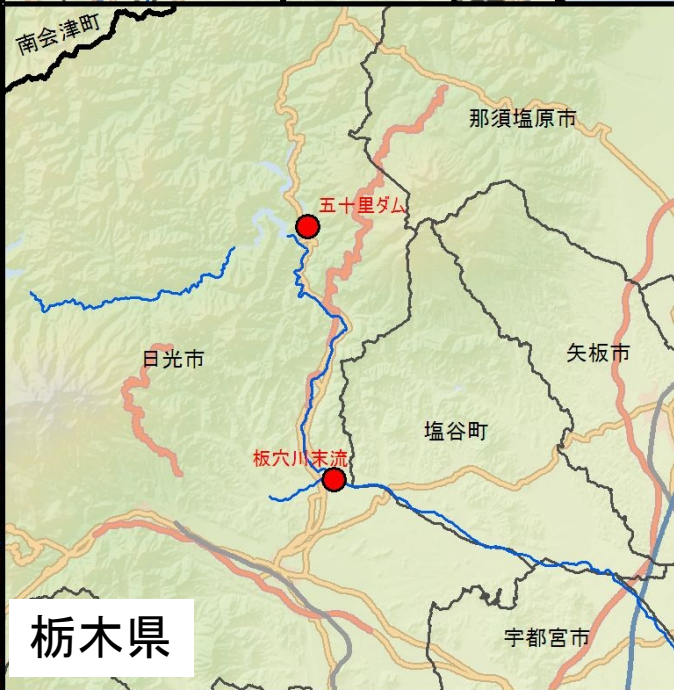 南会津町
那須塩原市
五十里ダム
日光市
矢板市
塩谷町
板穴川末流
宇都宮市
栃木県